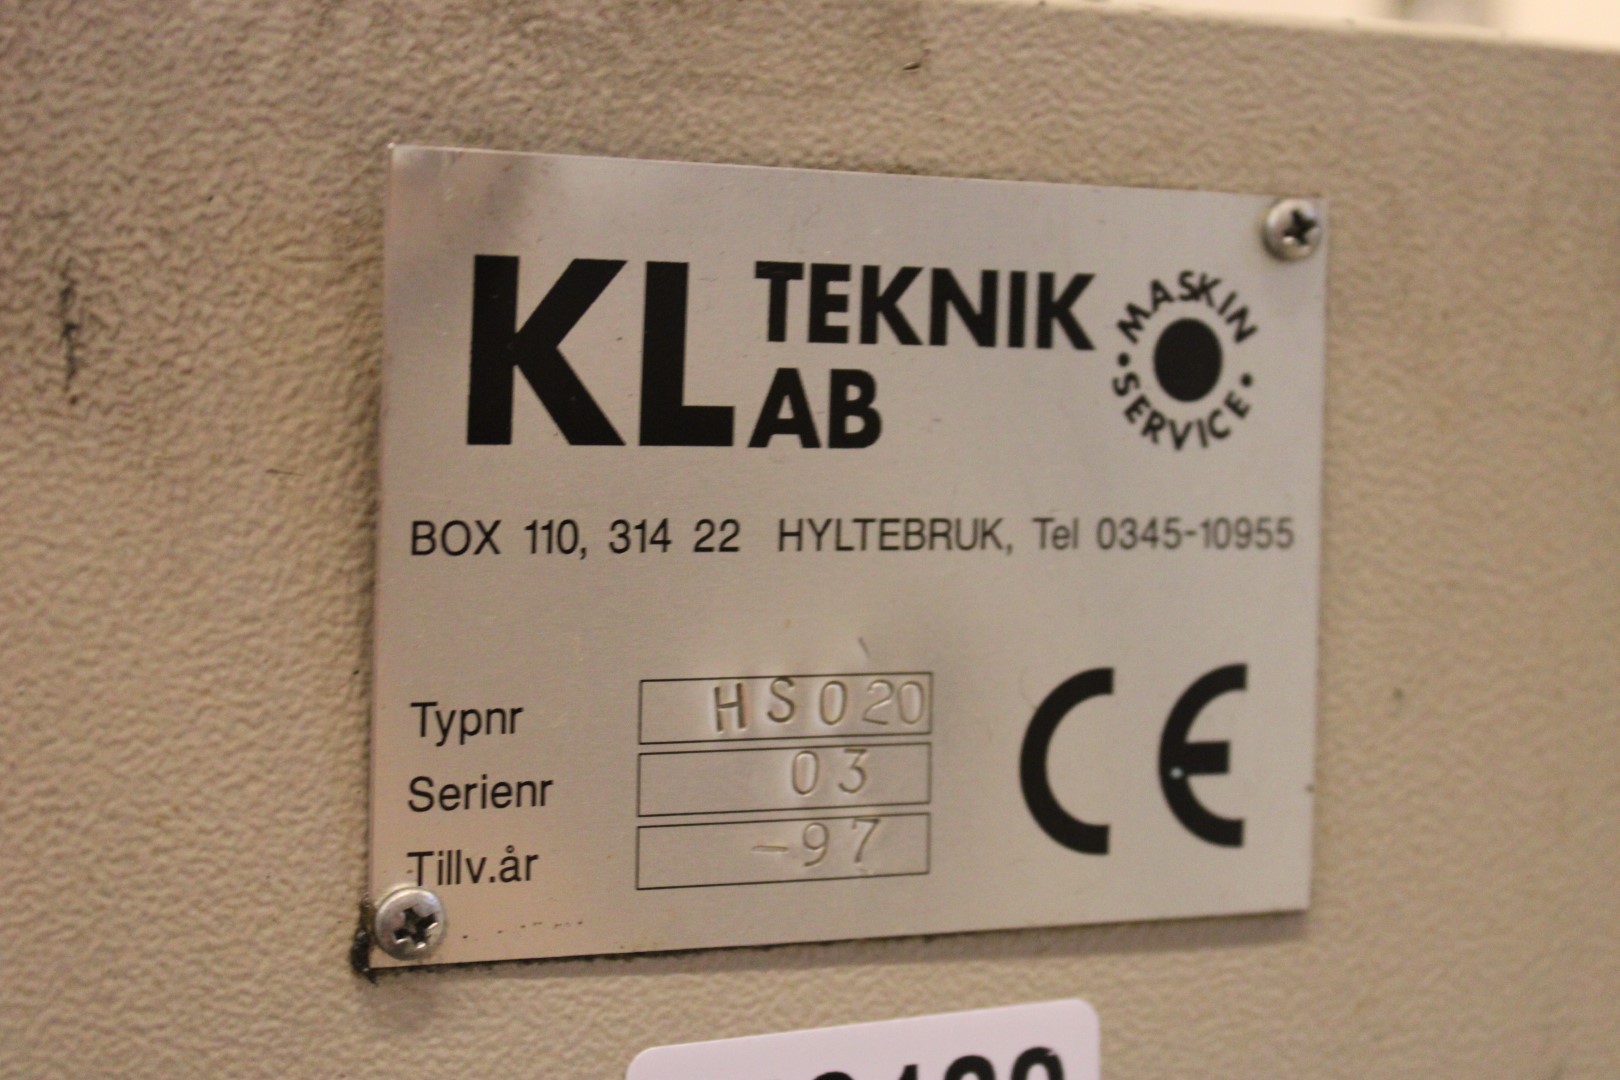 KL TEKNIK AB
MASKIN • SERVICE •
BOX 110, 314 22 HYLTEBRUK, Tel 0345-10955
Typnr HS020
Serienr 03
Tillv.år -97
CE